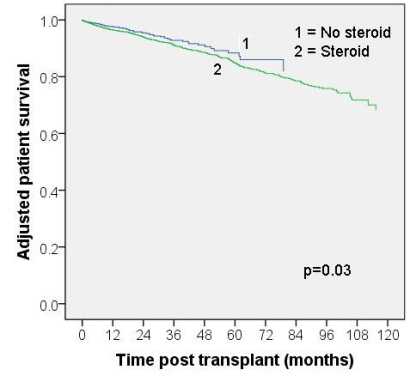 1.0
0.8
0.6
0.4
0.2
0.0
Adjusted patient survival
1 = No steroid
2 = Steroid
1
2
p=0.03
0 12 24 36 48 60 72 84 96 108 120
Time post transplant (months)